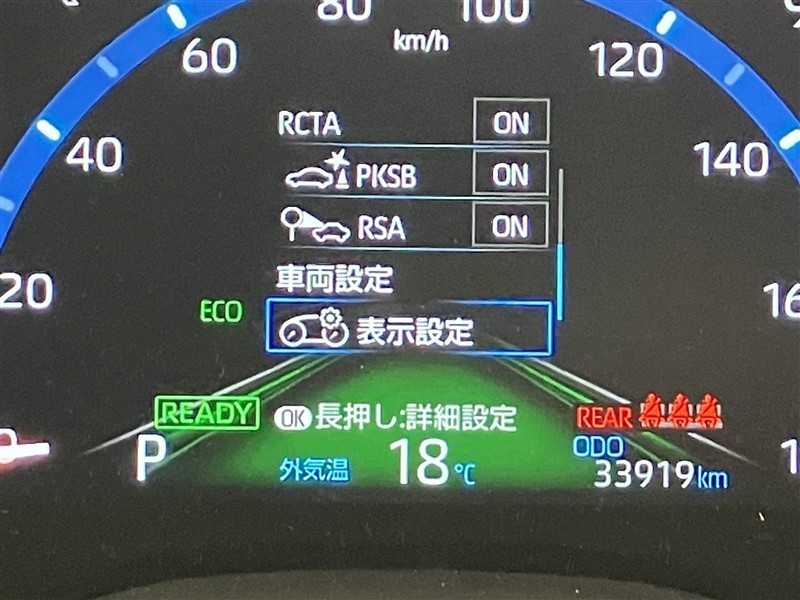 80 100
km/h
60 120
RCTA ON
40 140
PKSB ON
RSA ON
車両設定
20
ECO
表示設定
READY OK 長押し:詳細設定 REAR
P 外気温 18℃ ODO
33919km